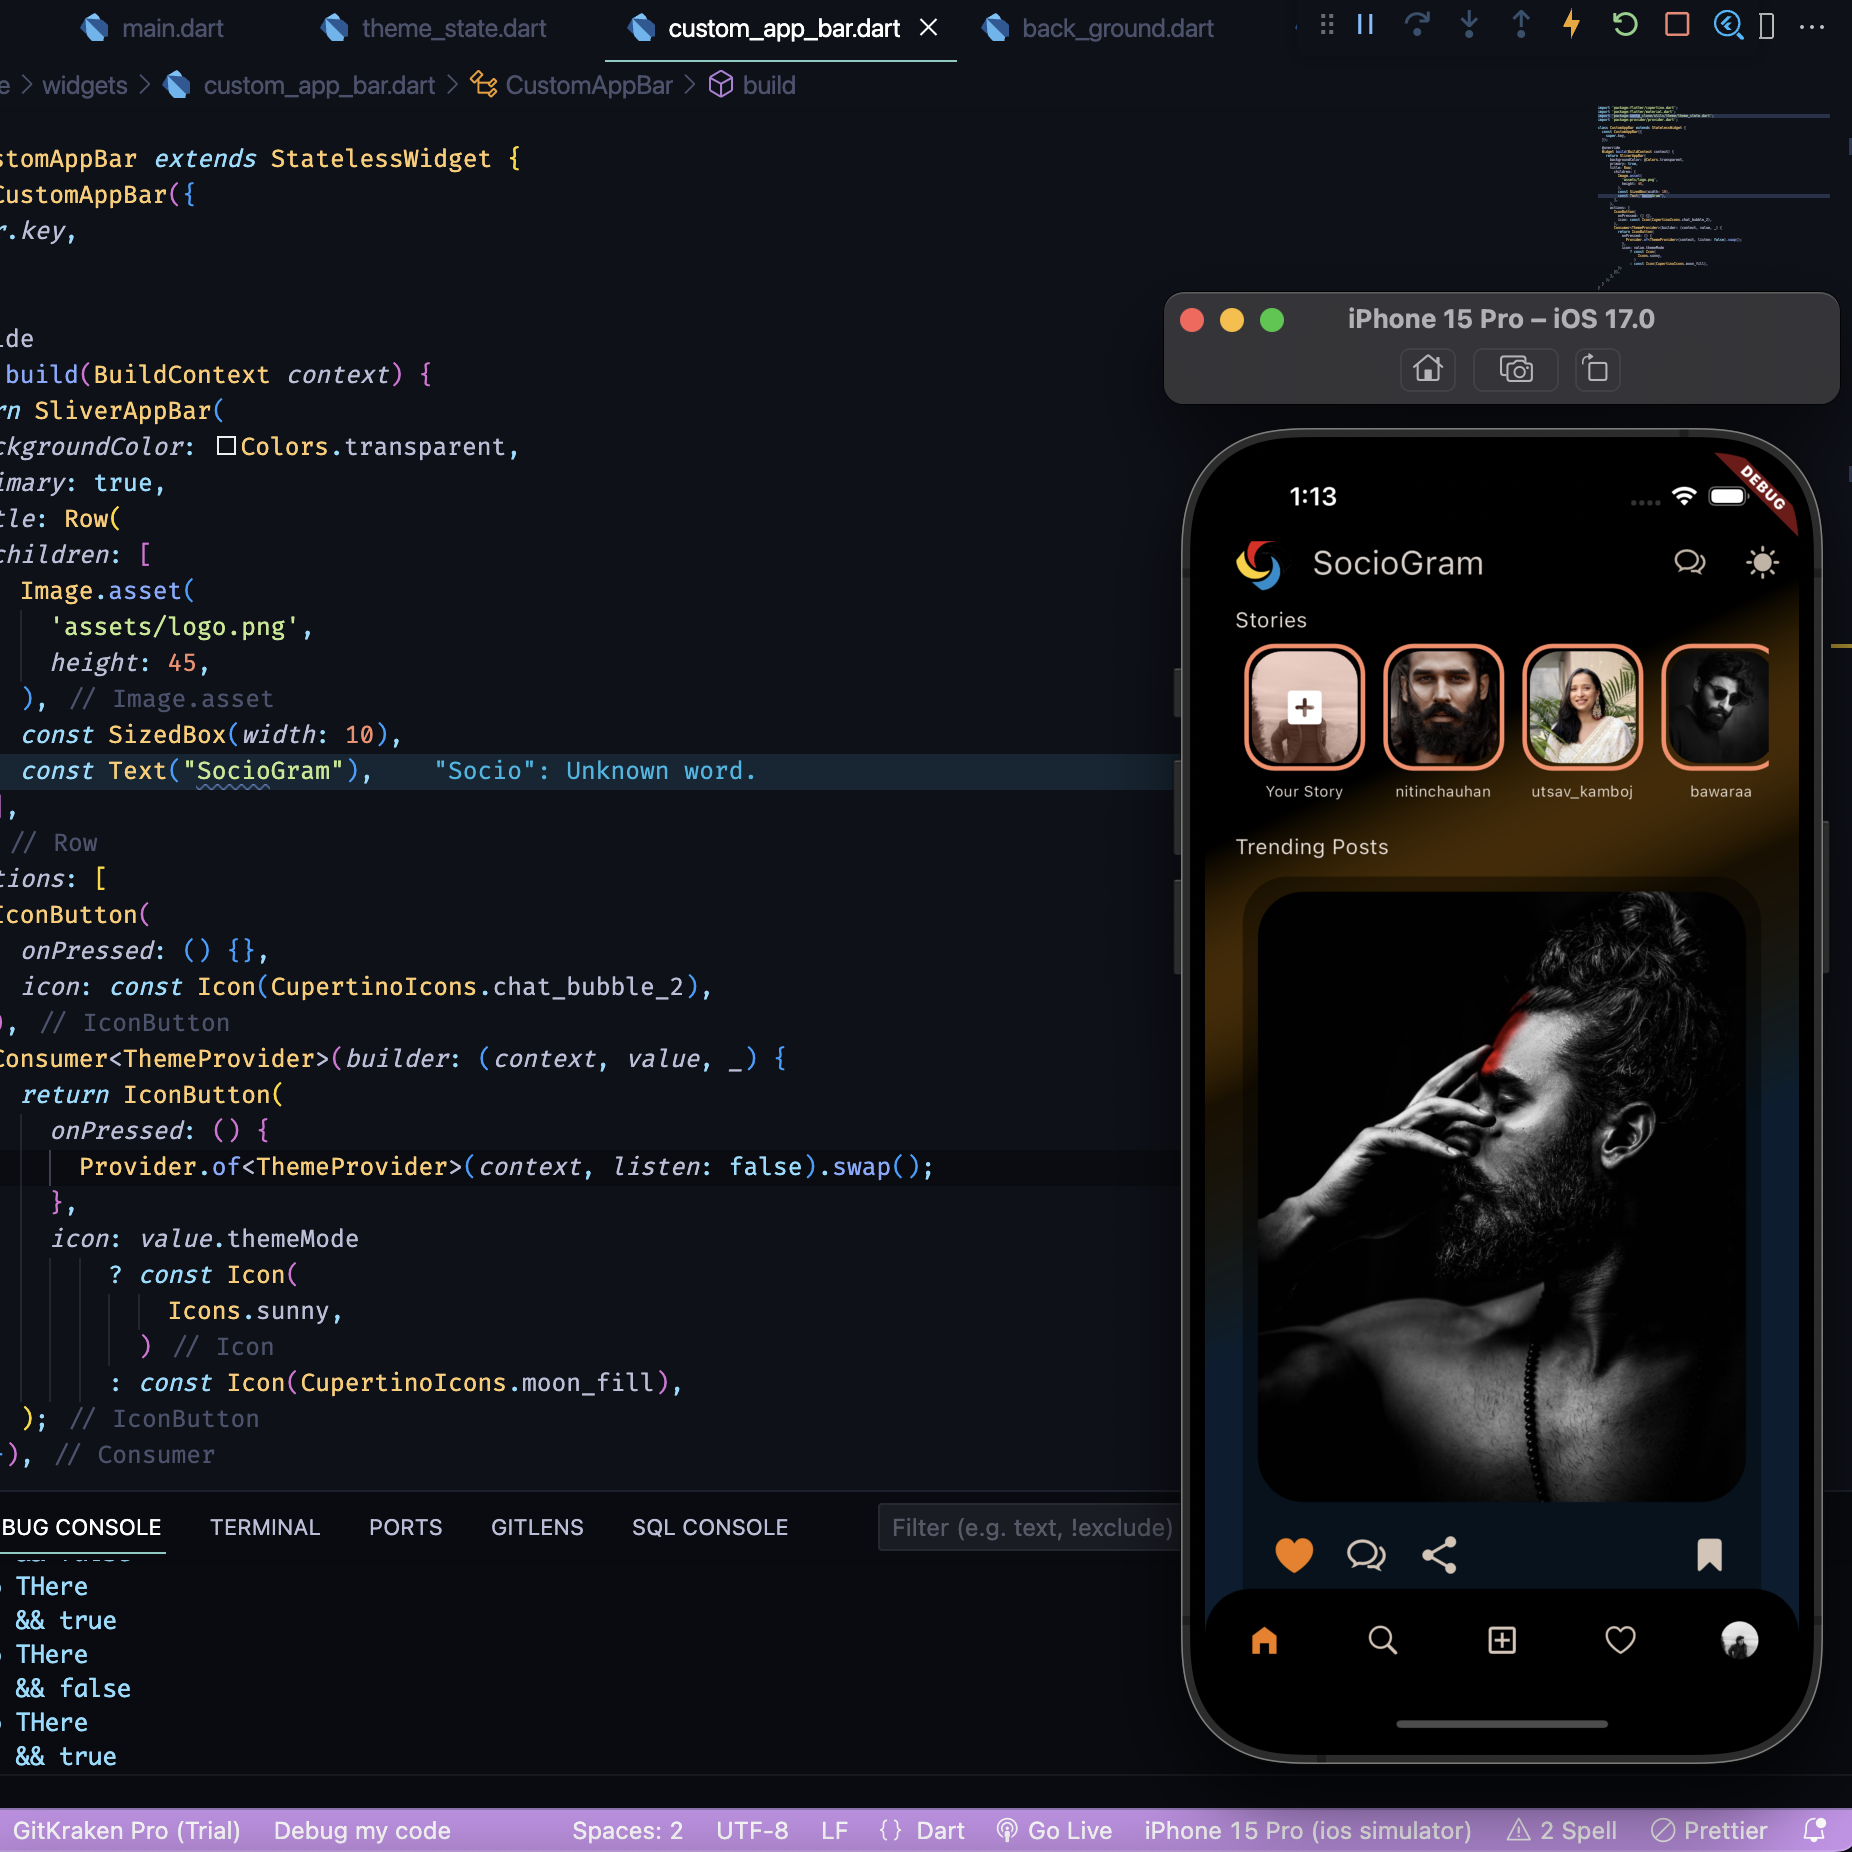 main.dart
theme_state.dart
custom_app_bar.dart
back_ground.dart
e > widgets > custom_app_bar.dart > CustomAppBar > build
stomAppBar extends StatelessWidget {
CustomAppBar({
r.key,
ide
build(BuildContext context) {
rn SliverAppBar(
ckgroundColor: Colors.transparent,
imary: true,
tle: Row(
children: [
Image.asset(
'assets/logo.png',
height: 45,
), // Image.asset
const SizedBox(width: 10),
const Text("SocioGram"), "Socio": Unknown word.
],
// Row
tions: [
IconButton(
onPressed: () {},
icon: const Icon(CupertinoIcons.chat_bubble_2),
), // IconButton
Consumer<ThemeProvider>(builder: (context, value, _) {
return IconButton(
onPressed: () {
Provider.of<ThemeProvider>(context, listen: false).swap();
},
icon: value.themeMode
? const Icon(
Icons.sunny,
) // Icon
: const Icon(CupertinoIcons.moon_fill),
); // IconButton
}), // Consumer
BUG CONSOLE
TERMINAL
PORTS
GITLENS
SQL CONSOLE
Filter (e.g. text, !exclude)
&& false
THere
&& true
THere
&& false
THere
&& true
iPhone 15 Pro – iOS 17.0
1:13
DEBUG
SocioGram
Stories
Your Story
nitinchauhan
utsav_kamboj
bawaraa
Trending Posts
GitKraken Pro (Trial)
Debug my code
Spaces: 2
UTF-8
LF
{} Dart
Go Live
iPhone 15 Pro (ios simulator)
2 Spell
Prettier